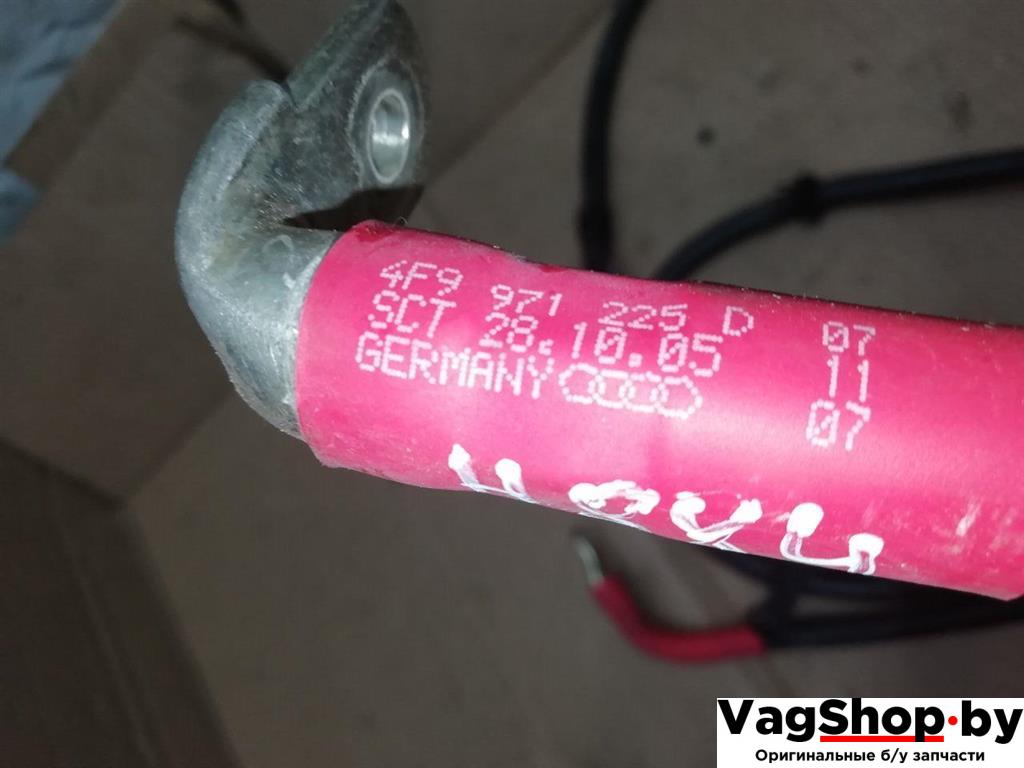 4F9 971 225 D 07
SCT 28.10.05 11
GERMANY 07
VagShop.by
Оригинальные б/у запчасти